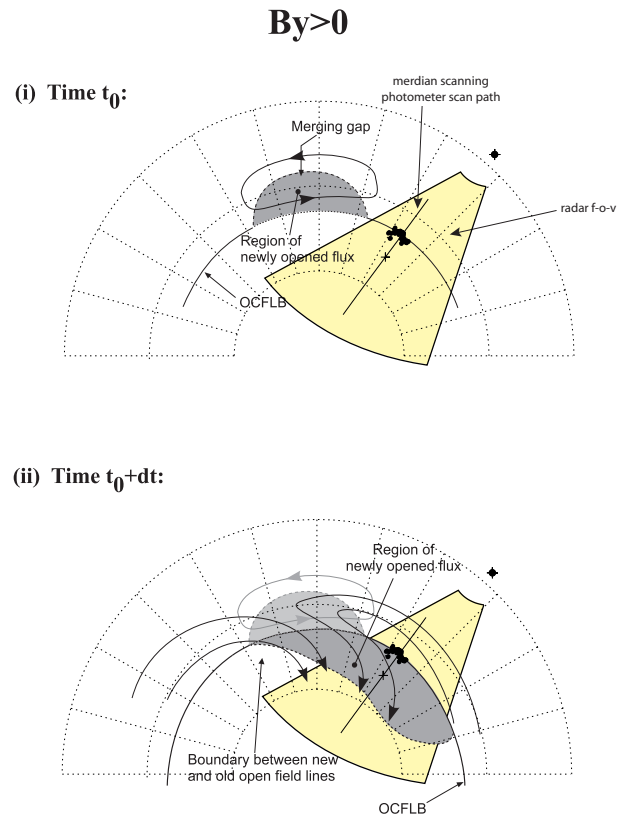 By>0
(i) Time t0:
merdian scanning
photometer scan path
Merging gap
radar f-o-v
Region of
newly opened flux
OCFLB
(ii) Time t0+dt:
Region of
newly opened flux
Boundary between new
and old open field lines
OCFLB